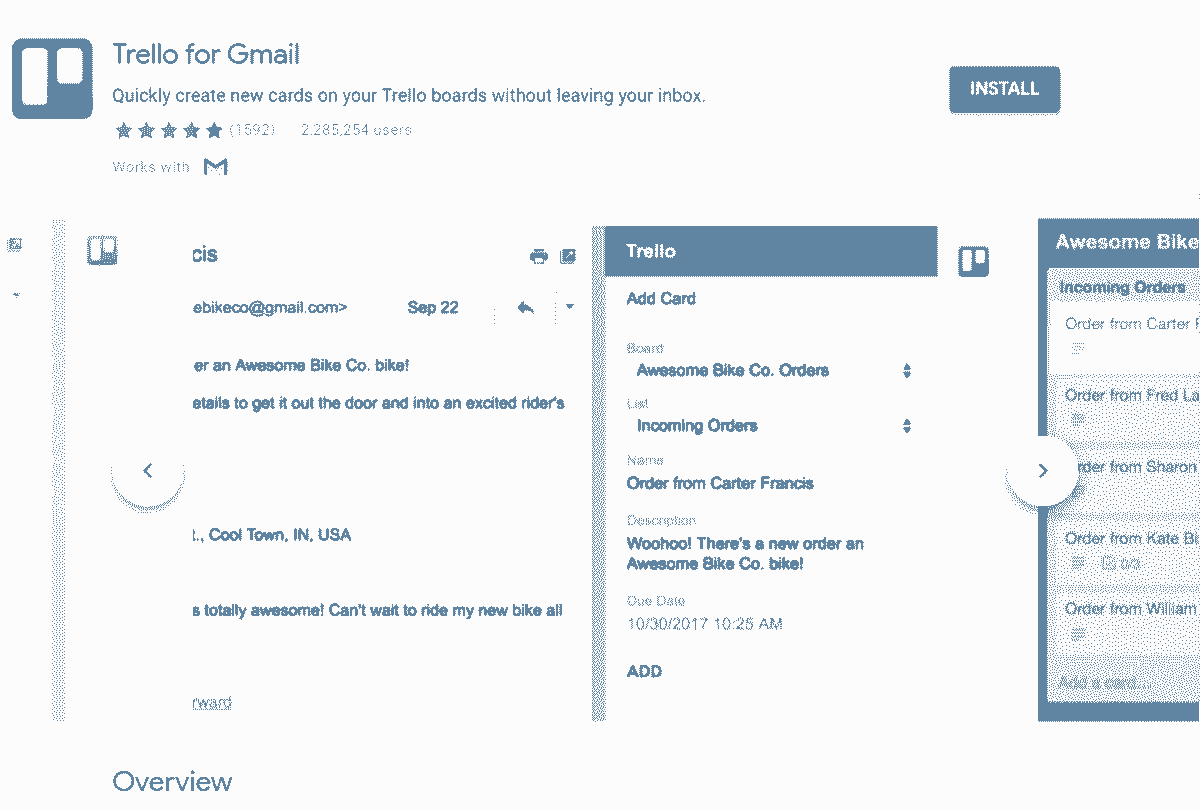 Trello for Gmail
Quickly create new cards on your Trello boards without leaving your inbox.
INSTALL
(1592) 2,285,254 users
Works with
cis
ebikeco@gmail.com> Sep 22
er an Awesome Bike Co. bike!
etails to get it out the door and into an excited rider's
., Cool Town, IN, USA
s totally awesome! Can't wait to ride my new bike all
rward
Trello
Add Card
Board
Awesome Bike Co. Orders
List
Incoming Orders
Name
Order from Carter Francis
Description
Woohoo! There's a new order an
Awesome Bike Co. bike!
Due Date
10/30/2017 10:25 AM
ADD
Awesome Bike
Incoming Orders
Order from Carter F
Order from Fred La
rder from Sharon
Order from Kate Bi
Order from William
Add a card...
Overview